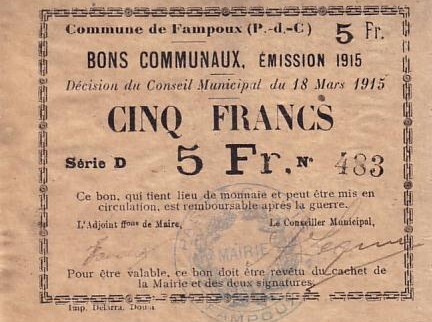 Commune de Fampoux (P.-d.-C) 5 Fr.
BONS COMMUNAUX, ÉMISSION 1915
Décision du Conseil Municipal du 18 Mars 1915
CINQ FRANCS
Série D 5 Fr. N° 483
Ce bon, qui tient lieu de monnaie et peut être mis en
circulation, est remboursable après la guerre.
L'Adjoint ffons de Maire, Le Conseiller Municipal,
MAIRIE
Pour être valable, ce bon doit être revêtu du cachet de
la Mairie et des deux signatures.
FAMPOUX
Imp. Delarra, Douai